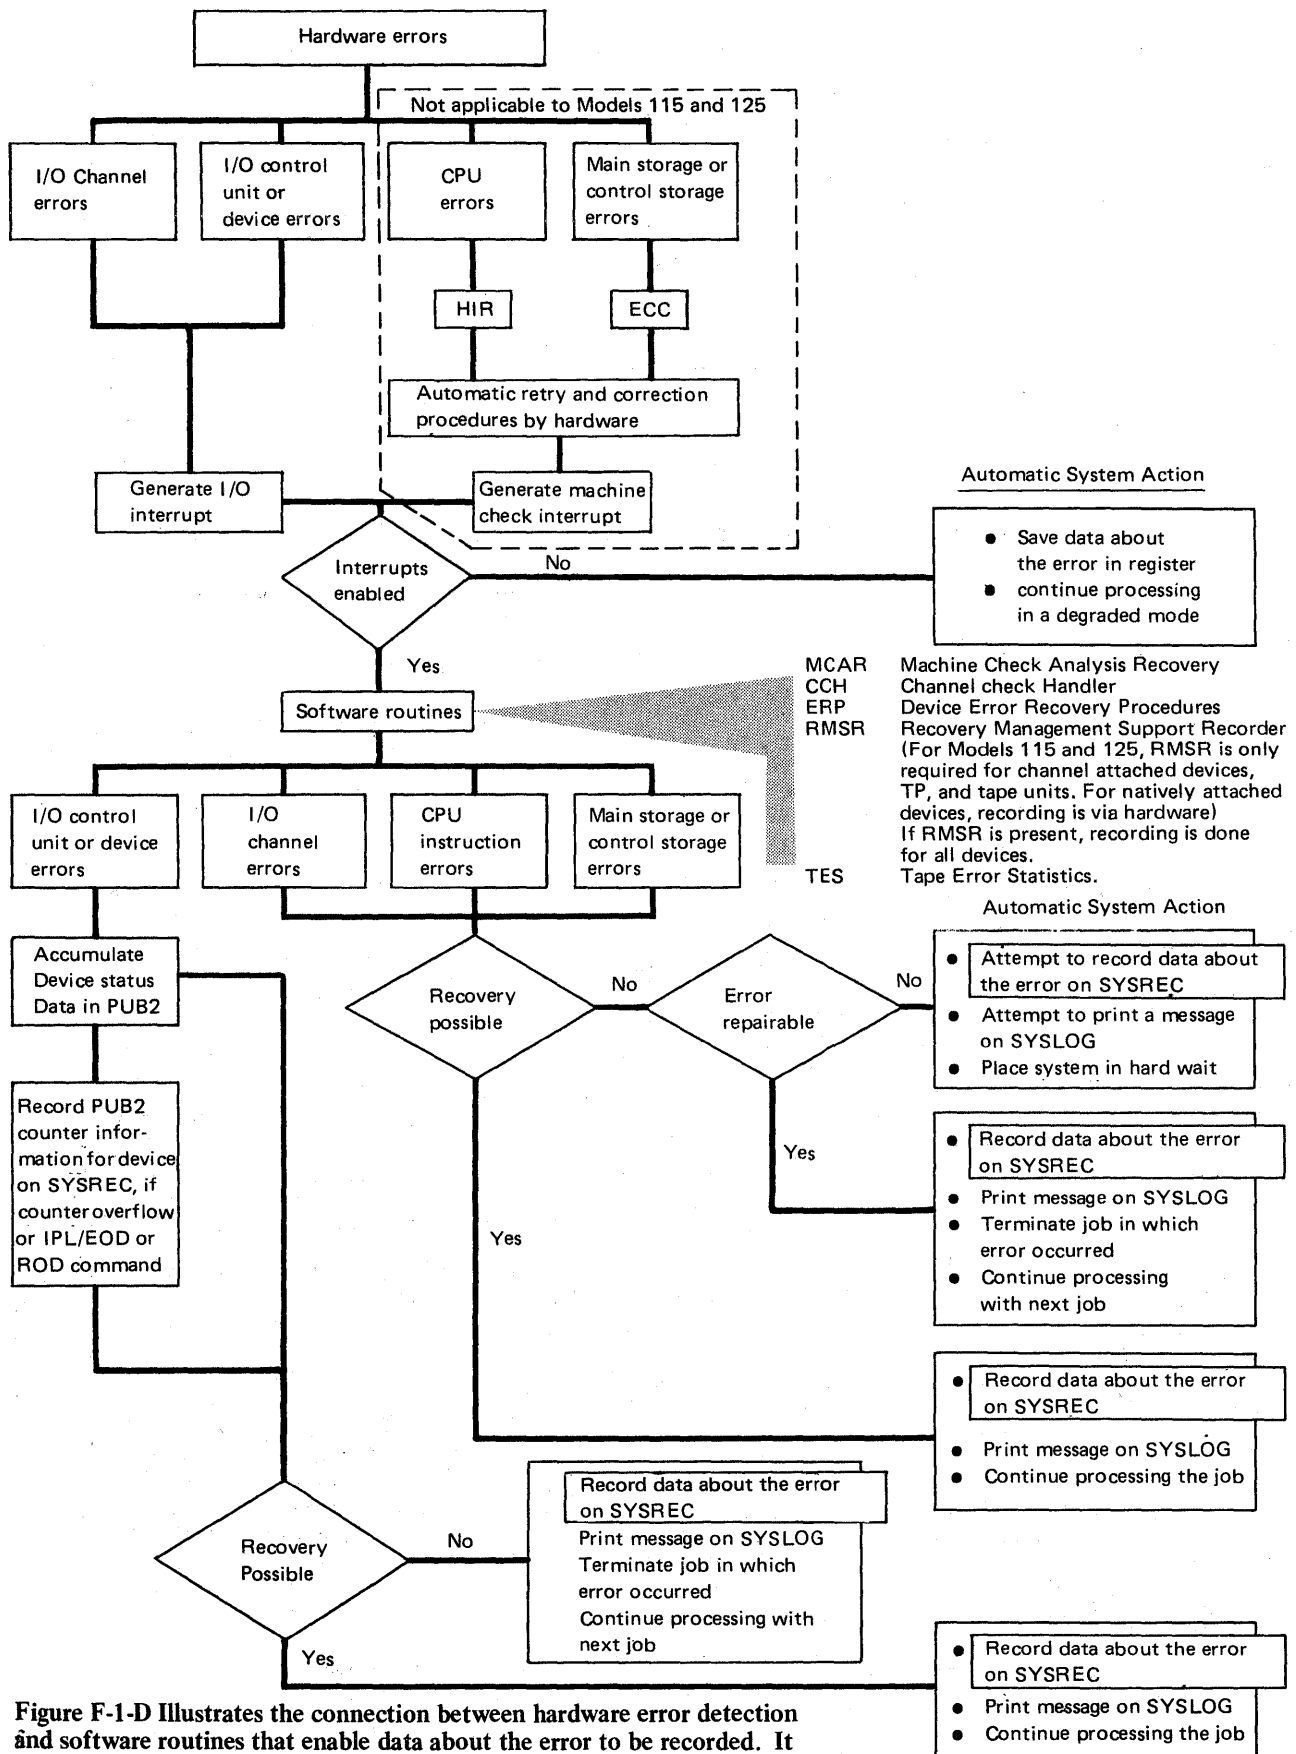 Hardware errors
Not applicable to Models 115 and 125
I/O Channel
errors
I/O control
unit or
device errors
CPU
errors
Main storage or
control storage
errors
HIR
ECC
Automatic retry and correction
procedures by hardware
Generate I/O
interrupt
Generate machine
check interrupt
Automatic System Action
● Save data about
the error in register
● continue processing
in a degraded mode
Interrupts
enabled
No
Yes
Software routines
MCAR Machine Check Analysis Recovery
CCH Channel check Handler
ERP Device Error Recovery Procedures
RMSR Recovery Management Support Recorder
(For Models 115 and 125, RMSR is only
required for channel attached devices,
TP, and tape units. For natively attached
devices, recording is via hardware)
If RMSR is present, recording is done
for all devices.
TES Tape Error Statistics.
I/O control
unit or device
errors
I/O
channel
errors
CPU
instruction
errors
Main storage or
control storage
errors
Accumulate
Device status
Data in PUB2
Record PUB2
counter infor-
mation for device
on SYSREC, if
counter overflow
or IPL/EOD or
ROD command
Recovery
possible
No
Error
repairable
No
Automatic System Action
● Attempt to record data about
the error on SYSREC
● Attempt to print a message
on SYSLOG
● Place system in hard wait
Yes
● Record data about the error
on SYSREC
● Print message on SYSLOG
● Terminate job in which
error occurred
● Continue processing
with next job
Yes
● Record data about the error
on SYSREC
● Print message on SYSLOG
● Continue processing the job
Recovery
Possible
No
Record data about the error
on SYSREC
Print message on SYSLOG
Terminate job in which
error occurred
Continue processing with
next job
Yes
● Record data about the error
on SYSREC
● Print message on SYSLOG
● Continue processing the job
Figure F-1-D Illustrates the connection between hardware error detection
and software routines that enable data about the error to be recorded. It